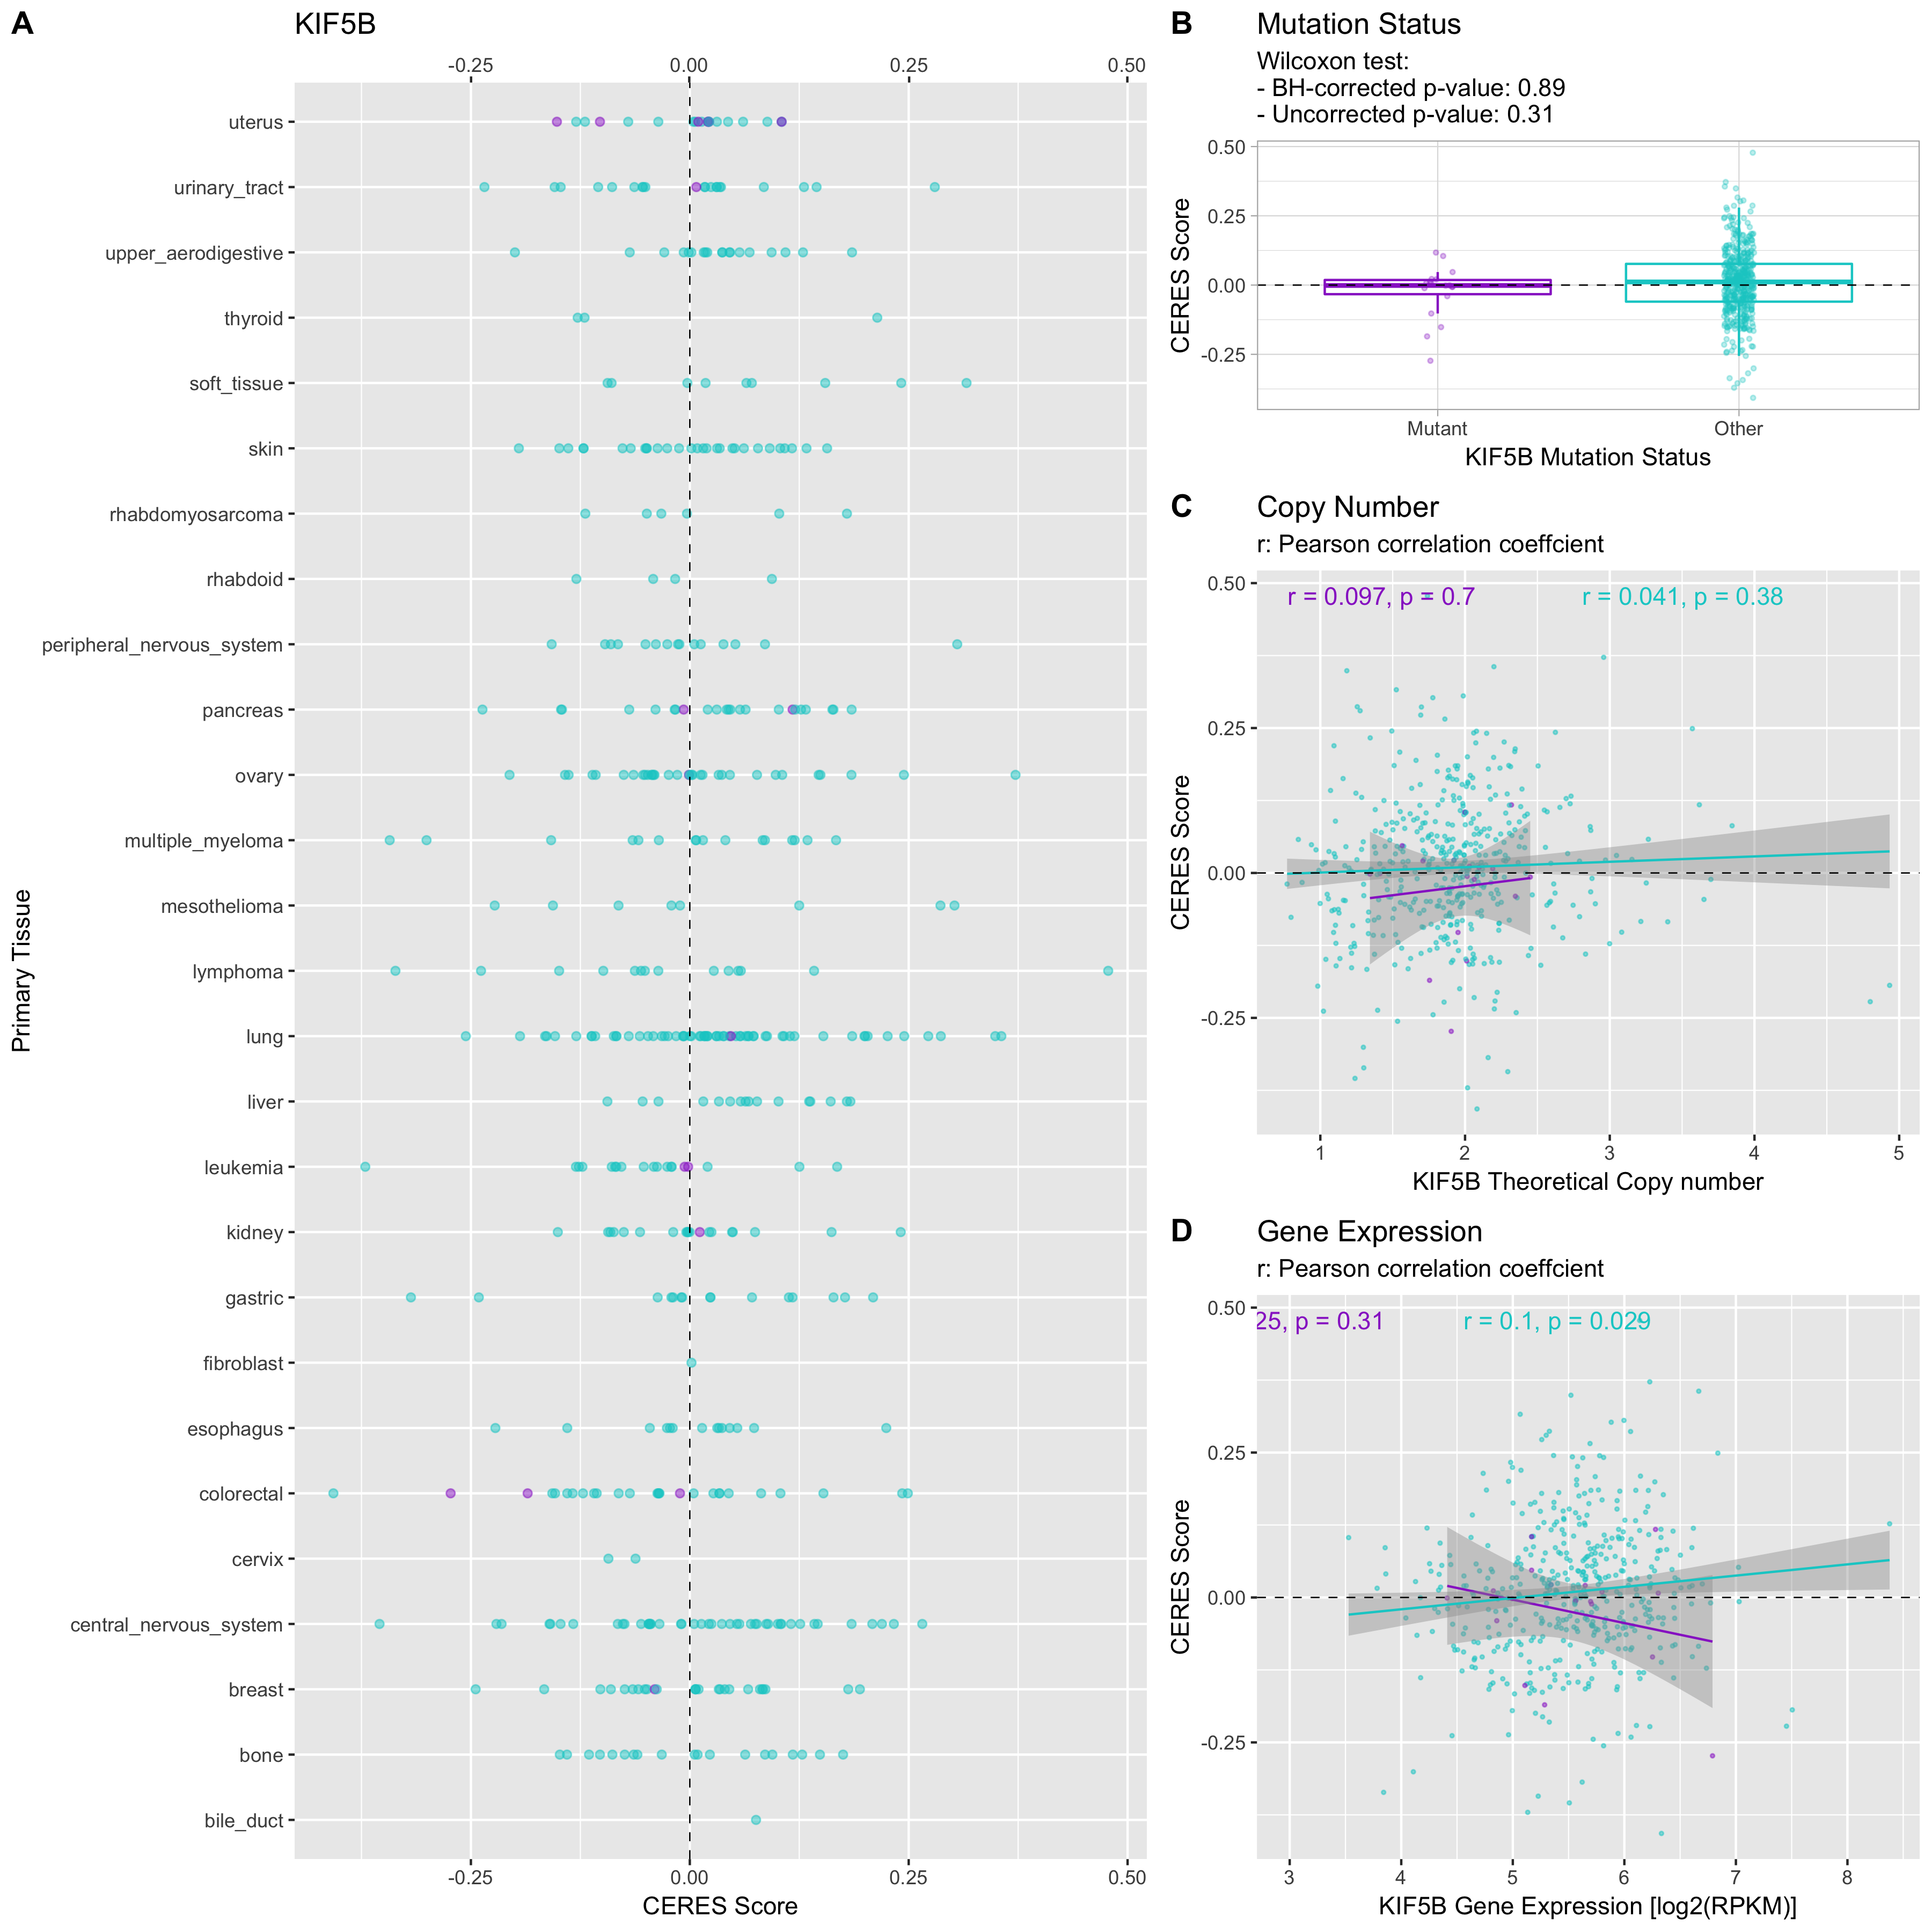 A
KIF5B
-0.25 0.00 0.25 0.50
uterus
urinary_tract
upper_aerodigestive
thyroid
soft_tissue
skin
rhabdomyosarcoma
rhabdoid
peripheral_nervous_system
pancreas
ovary
multiple_myeloma
mesothelioma
lymphoma
lung
liver
leukemia
kidney
gastric
fibroblast
esophagus
colorectal
cervix
central_nervous_system
breast
bone
bile_duct
Primary Tissue
-0.25 0.00 0.25 0.50
CERES Score
B
Mutation Status
Wilcoxon test:
- BH-corrected p-value: 0.89
- Uncorrected p-value: 0.31
0.50
0.25
0.00
-0.25
CERES Score
Mutant Other
KIF5B Mutation Status
C
Copy Number
r: Pearson correlation coeffcient
r = 0.097, p = 0.7 r = 0.041, p = 0.38
0.50
0.25
0.00
-0.25
CERES Score
1 2 3 4 5
KIF5B Theoretical Copy number
D
Gene Expression
r: Pearson correlation coeffcient
25, p = 0.31 r = 0.1, p = 0.029
0.50
0.25
0.00
-0.25
CERES Score
3 4 5 6 7 8
KIF5B Gene Expression [log2(RPKM)]